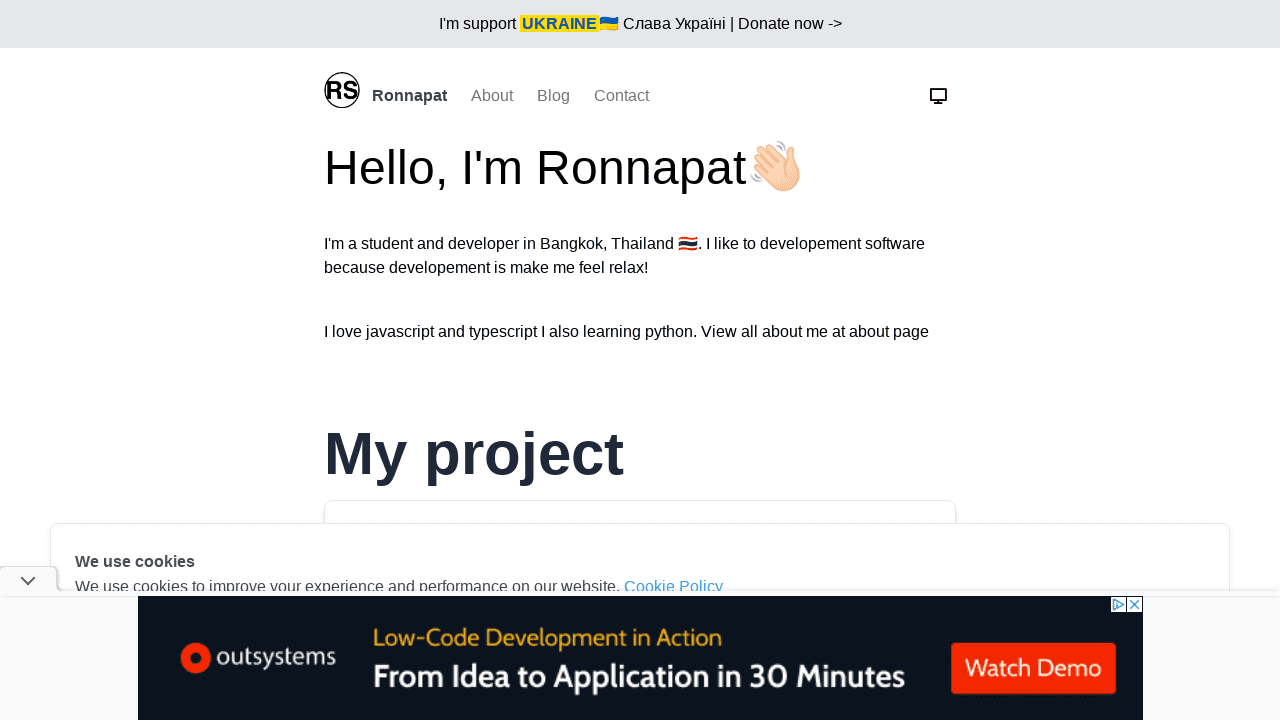 I'm support UKRAINE🇺🇦 Слава Україні | Donate now ->
RS Ronnapat About Blog Contact
Hello, I'm Ronnapat👋🏻
I'm a student and developer in Bangkok, Thailand 🇹🇭. I like to developement software
because developement is make me feel relax!
I love javascript and typescript I also learning python. View all about me at about page
My project
We use cookies
We use cookies to improve your experience and performance on our website. Cookie Policy
outsystems
Low-Code Development in Action
From Idea to Application in 30 Minutes
Watch Demo